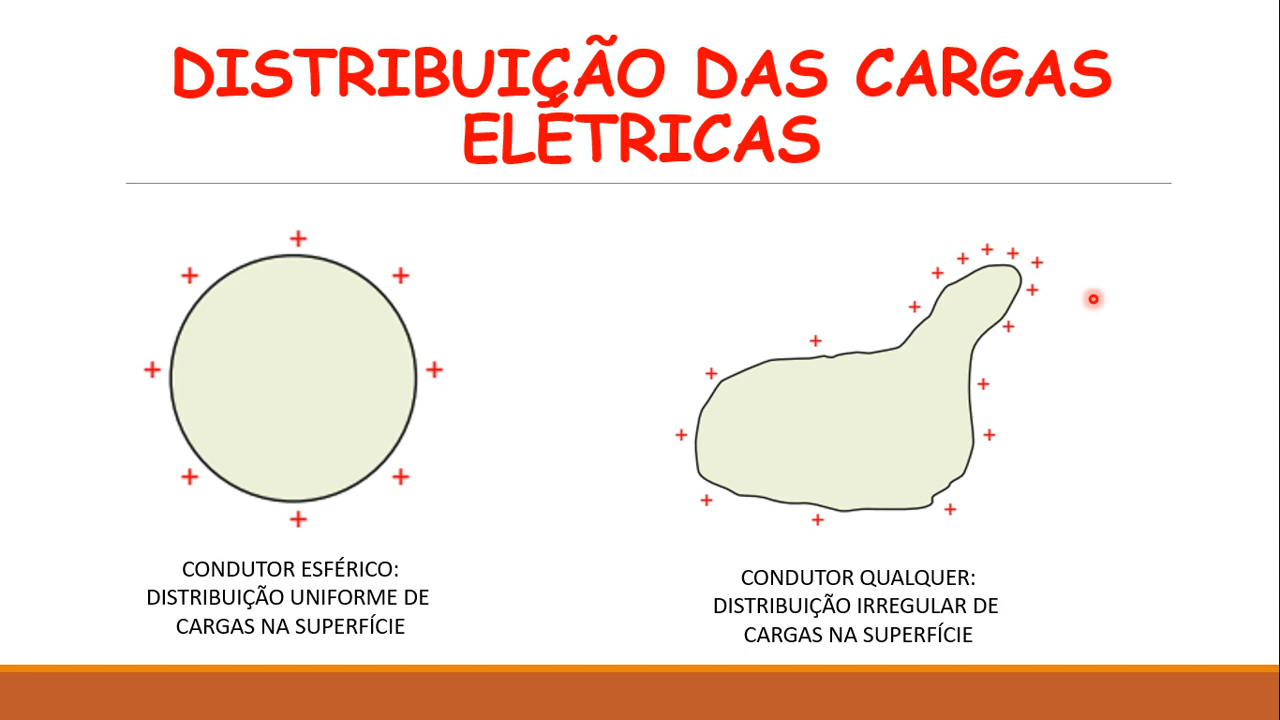 DISTRIBUIÇÃO DAS CARGAS
ELÉTRICAS
CONDUTOR ESFÉRICO:
DISTRIBUIÇÃO UNIFORME DE
CARGAS NA SUPERFÍCIE
CONDUTOR QUALQUER:
DISTRIBUIÇÃO IRREGULAR DE
CARGAS NA SUPERFÍCIE